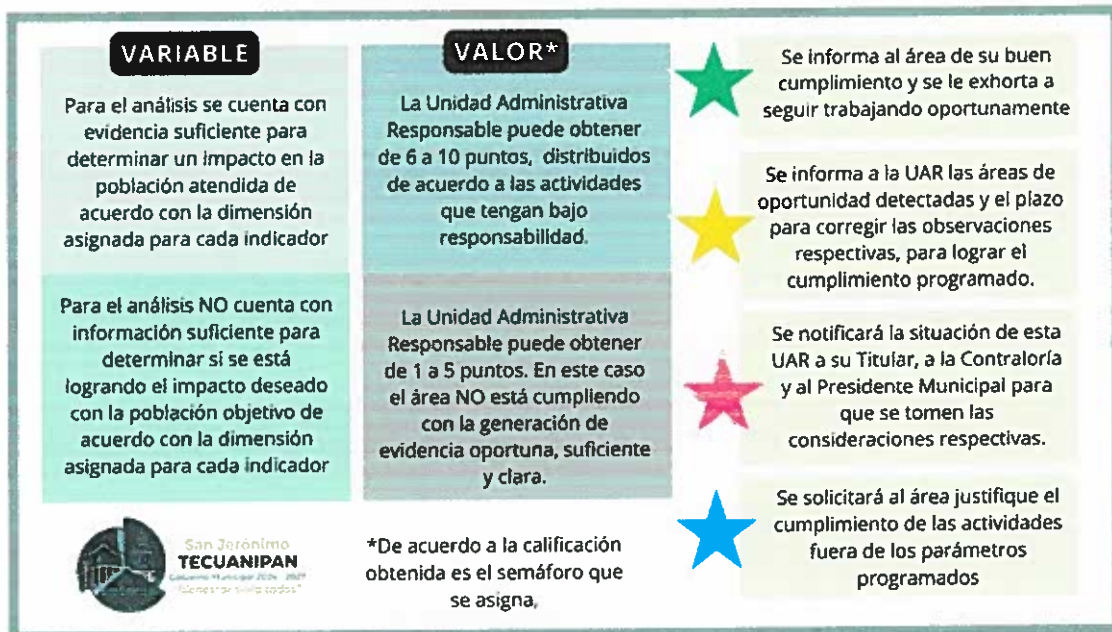 VARIABLE
Para el análisis se cuenta con
evidencia suficiente para
determinar un impacto en la
población atendida de
acuerdo con la dimensión
asignada para cada indicador
Para el análisis NO cuenta con
información suficiente para
determinar si se está
logrando el impacto deseado
con la población objetivo de
acuerdo con la dimensión
asignada para cada indicador
VALOR*
La Unidad Administrativa
Responsable puede obtener
de 6 a 10 puntos, distribuidos
de acuerdo a las actividades
que tengan bajo
responsabilidad.
La Unidad Administrativa
Responsable puede obtener
de 1 a 5 puntos. En este caso
el área NO está cumpliendo
con la generación de
evidencia oportuna, suficiente
y clara.
Se informa al área de su buen
cumplimiento y se le exhorta a
seguir trabajando oportunamente
Se informa a la UAR las áreas de
oportunidad detectadas y el plazo
para corregir las observaciones
respectivas, para lograr el
cumplimiento programado.
Se notificará la situación de esta
UAR a su Titular, a la Contraloría
y al Presidente Municipal para
que se tomen las
consideraciones respectivas.
Se solicitará al área justifique el
cumplimiento de las actividades
fuera de los parámetros
programados
San Jerónimo
TECUANIPAN
Gobierno Municipal 2024 - 2027
*De acuerdo a la calificación
obtenida es el semáforo que
se asigna.